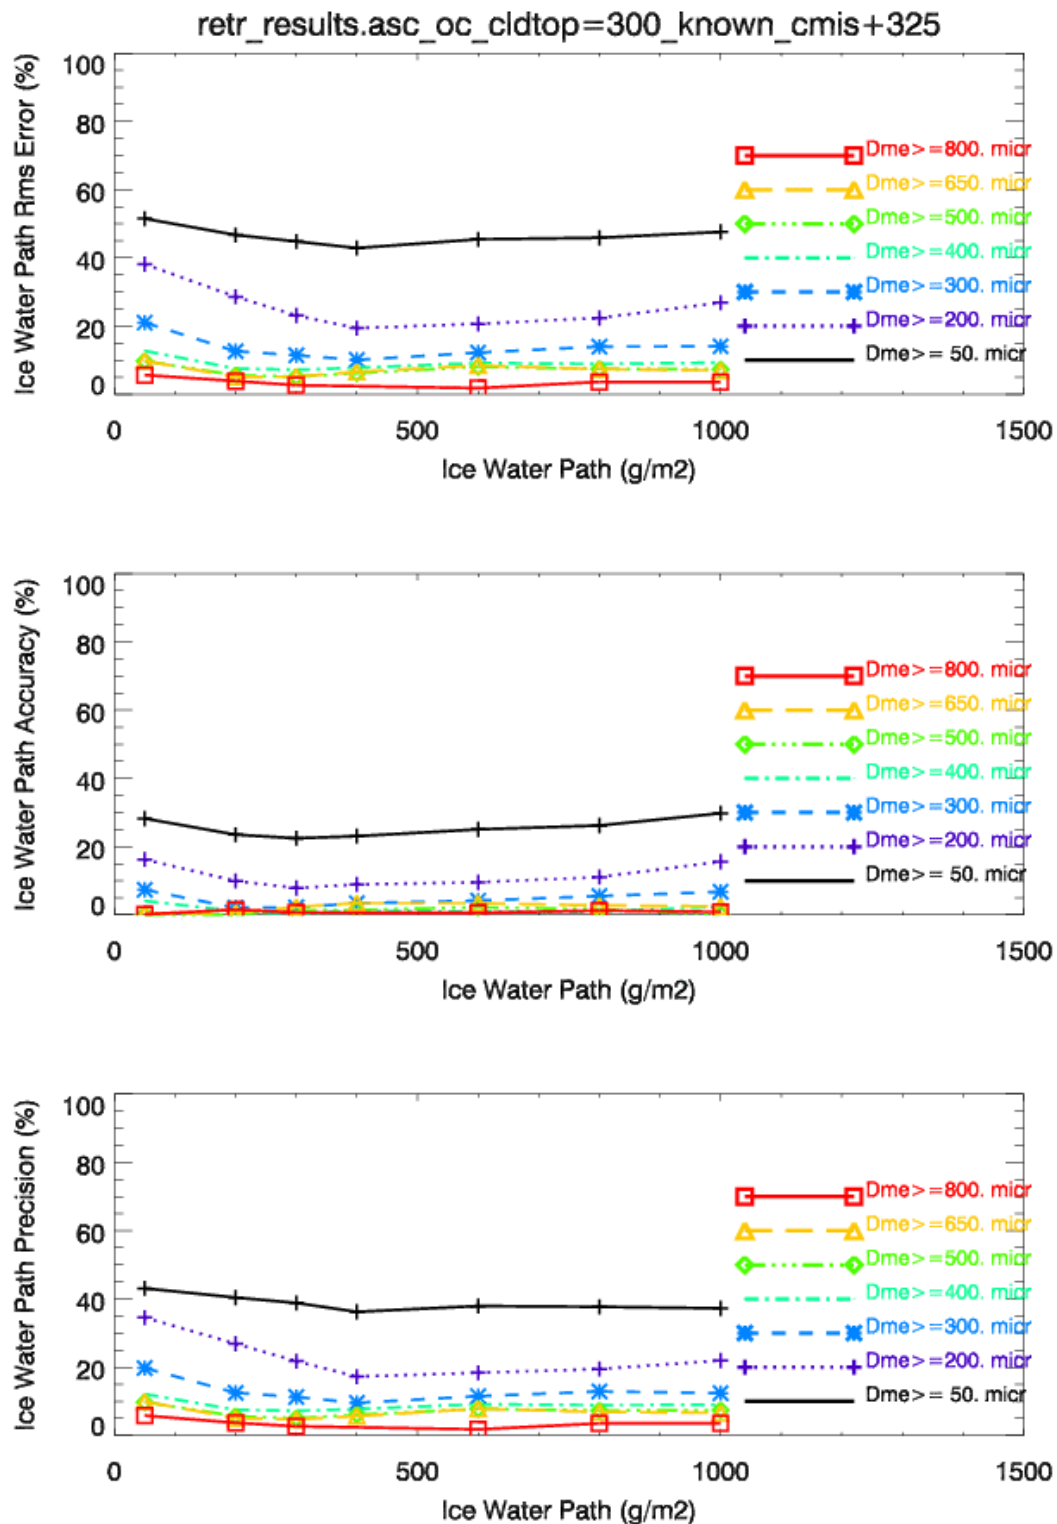 retr_results.asc_oc_cldtop=300_known_cmis+325
Ice Water Path Rms Error (%)
100
80
60
40
20
0
Dme>=800. micr
Dme>=650. micr
Dme>=500. micr
Dme>=400. micr
Dme>=300. micr
Dme>=200. micr
Dme>= 50. micr
0 500 1000 1500
Ice Water Path (g/m2)
Ice Water Path Accuracy (%)
100
80
60
40
20
0
Dme>=800. micr
Dme>=650. micr
Dme>=500. micr
Dme>=400. micr
Dme>=300. micr
Dme>=200. micr
Dme>= 50. micr
0 500 1000 1500
Ice Water Path (g/m2)
Ice Water Path Precision (%)
100
80
60
40
20
0
Dme>=800. micr
Dme>=650. micr
Dme>=500. micr
Dme>=400. micr
Dme>=300. micr
Dme>=200. micr
Dme>= 50. micr
0 500 1000 1500
Ice Water Path (g/m2)